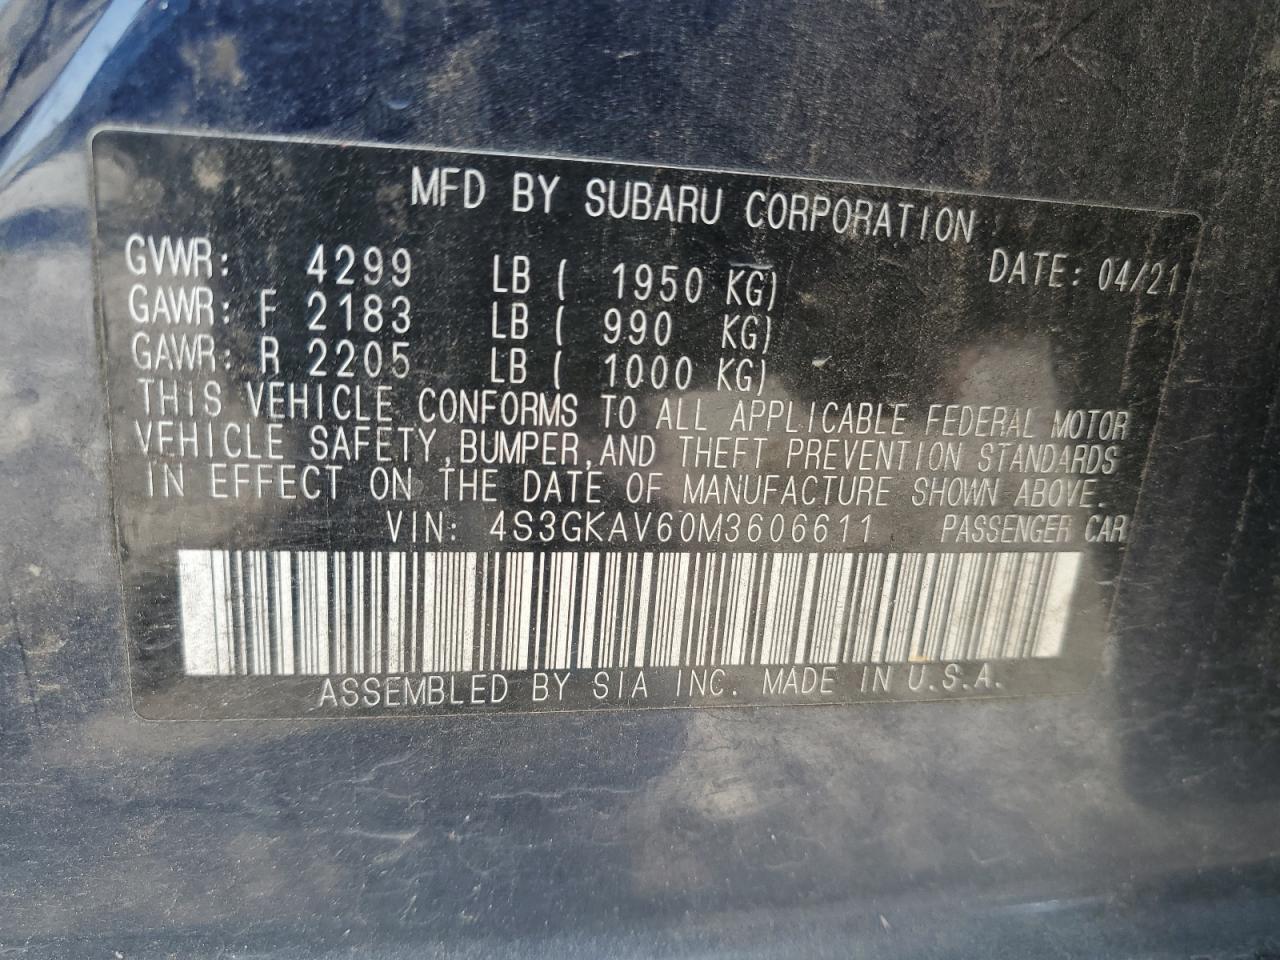 MFD BY SUBARU CORPORATION
GVWR: 4299 LB ( 1950 KG) DATE: 04/21
GAWR: F 2183 LB ( 990 KG)
GAWR: R 2205 LB ( 1000 KG)
THIS VEHICLE CONFORMS TO ALL APPLICABLE FEDERAL MOTOR
VEHICLE SAFETY, BUMPER, AND THEFT PREVENTION STANDARDS
IN EFFECT ON THE DATE OF MANUFACTURE SHOWN ABOVE.
VIN: 4S3GKAV60M3606611 PASSENGER CAR
ASSEMBLED BY SIA INC. MADE IN U.S.A.